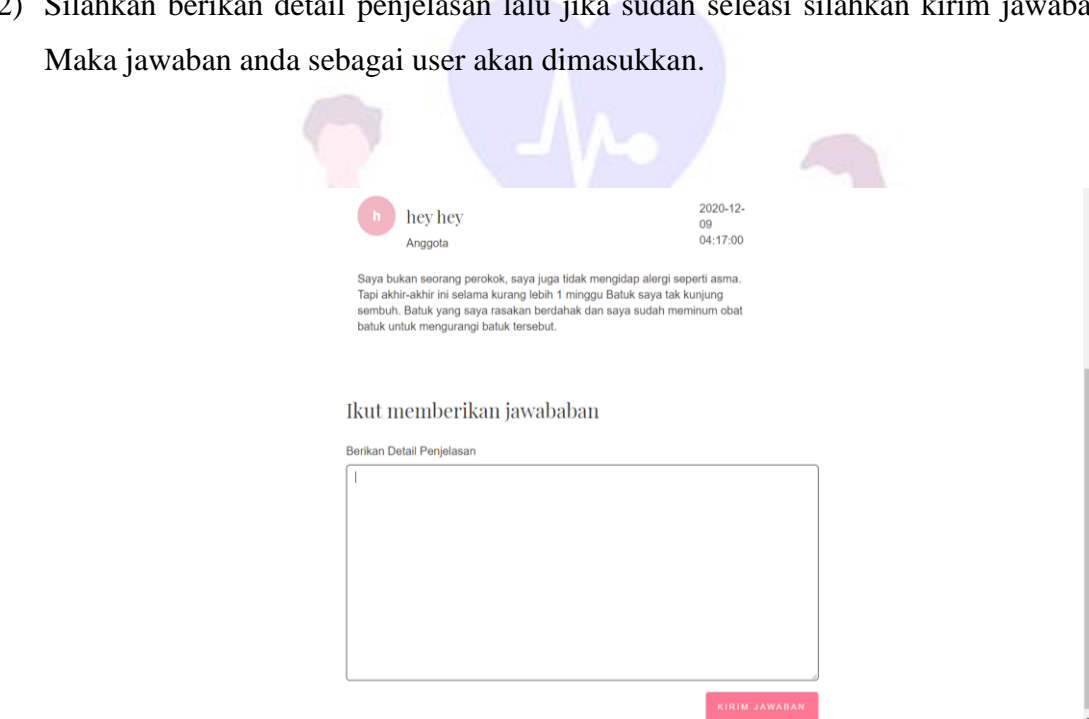 2) Silahkan berikan detail penjelasan lalu jika sudah seleasi silahkan kirim jawaba
Maka jawaban anda sebagai user akan dimasukkan.
h
hey hey
Anggota
2020-12-
09
04:17:00
Saya bukan seorang perokok, saya juga tidak mengidap alergi seperti asma.
Tapi akhir-akhir ini selama kurang lebih 1 minggu Batuk saya tak kunjung
sembuh. Batuk yang saya rasakan berdahak dan saya sudah meminum obat
batuk untuk mengurangi batuk tersebut.
Ikut memberikan jawababan
Berikan Detail Penjelasan
KIRIM JAWABAN